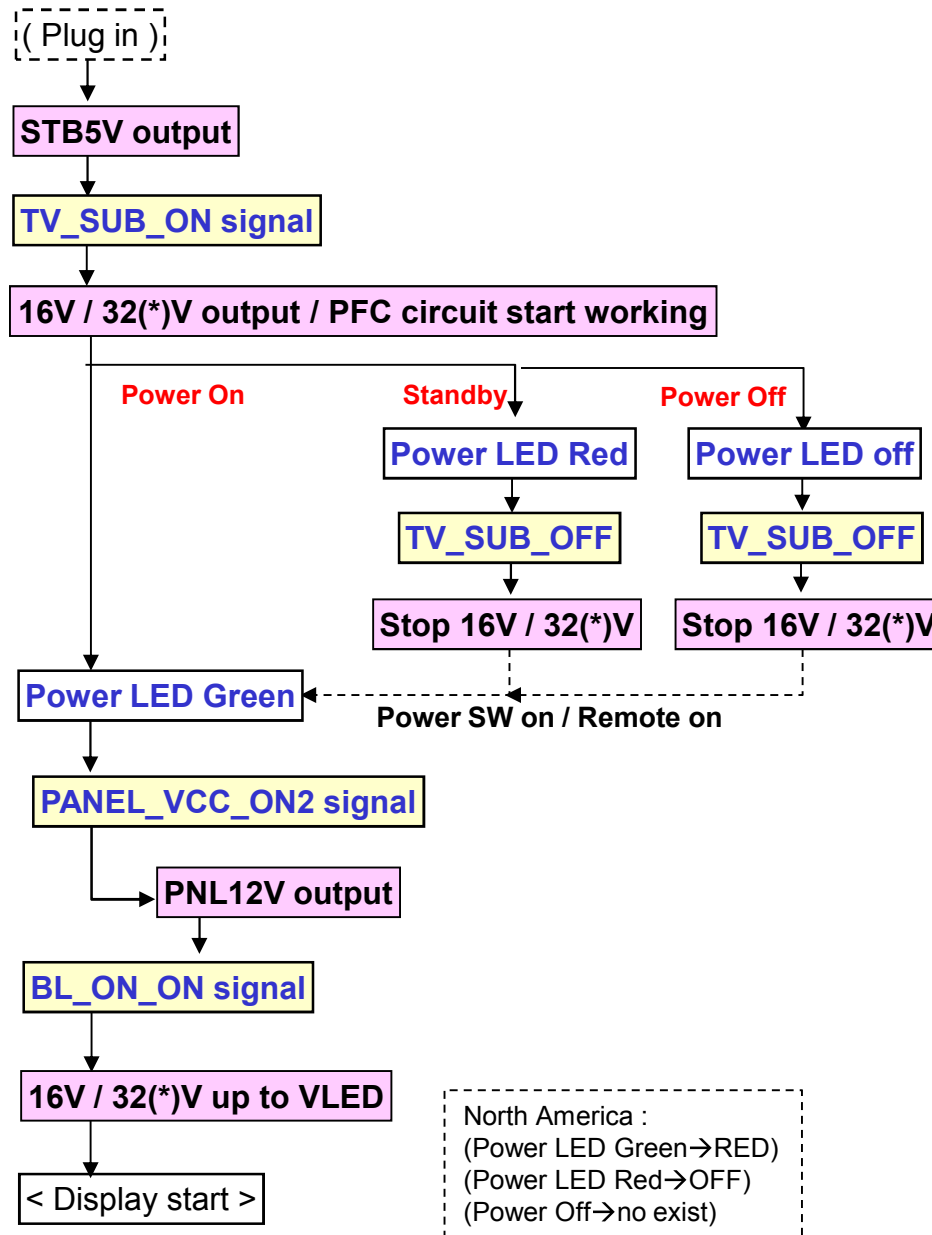 ( Plug in )
STB5V output
TV_SUB_ON signal
16V / 32(*)V output / PFC circuit start working
Power On
Standby
Power Off
Power LED Red
Power LED off
TV_SUB_OFF
TV_SUB_OFF
Stop 16V / 32(*)V
Stop 16V / 32(*)V
Power LED Green
Power SW on / Remote on
PANEL_VCC_ON2 signal
PNL12V output
BL_ON_ON signal
16V / 32(*)V up to VLED
< Display start >
North America :
(Power LED Green→RED)
(Power LED Red→OFF)
(Power Off→no exist)